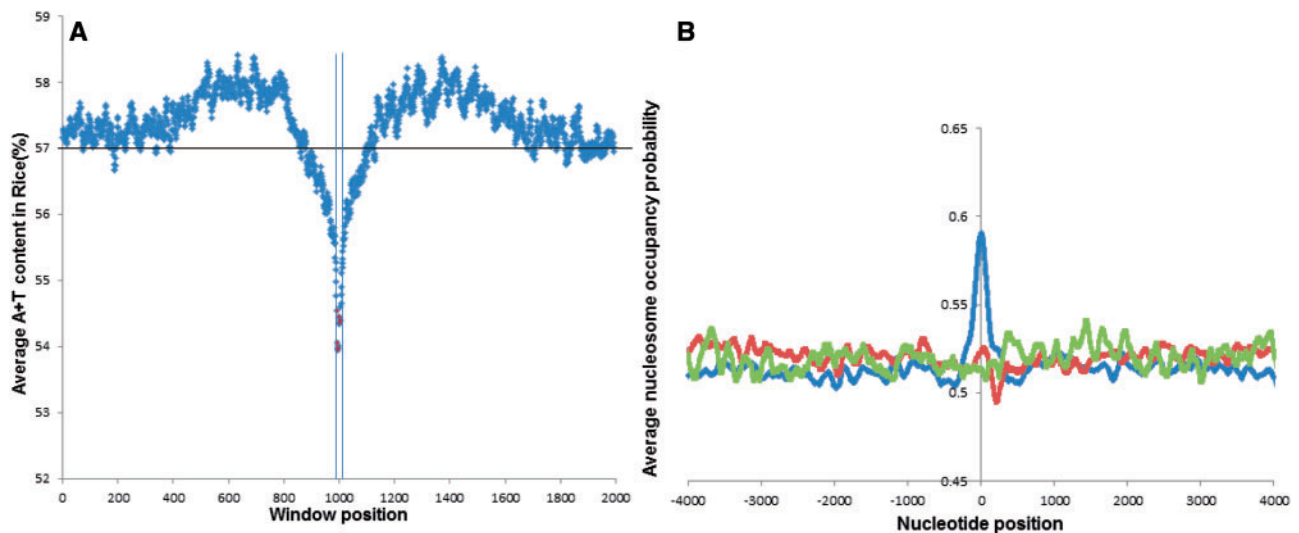 A
Average A+T content in Rice(%)
59
58
57
56
55
54
53
52
0 200 400 600 800 1000 1200 1400 1600 1800 2000
Window position
B
Average nucleosome occupancy probability
0.65
0.6
0.55
0.5
0.45
-4000 -3000 -2000 -1000 0 1000 2000 3000 4000
Nucleotide position